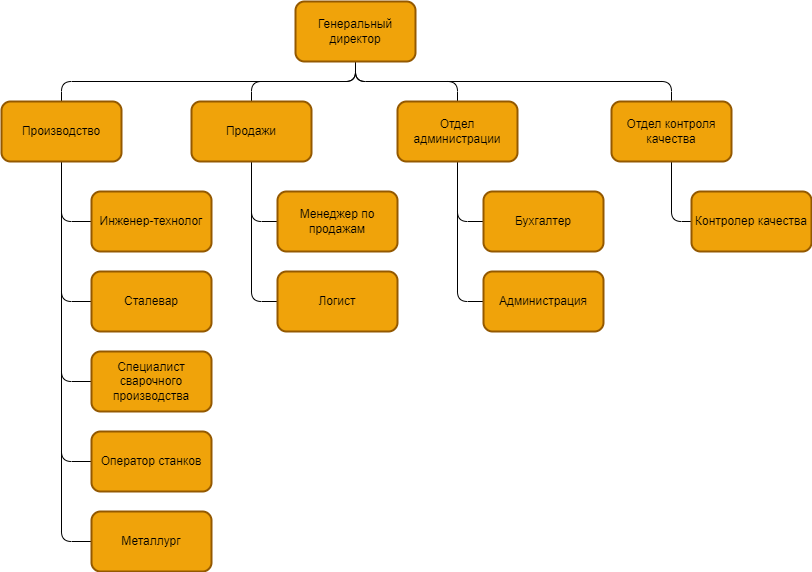 Генеральный
директор
Производство
Продажи
Отдел
администрации
Отдел контроля
качества
Инженер-технолог
Менеджер по
продажам
Бухгалтер
Контролер качества
Сталевар
Логист
Администрация
Специалист
сварочного
производства
Оператор станков
Металлург